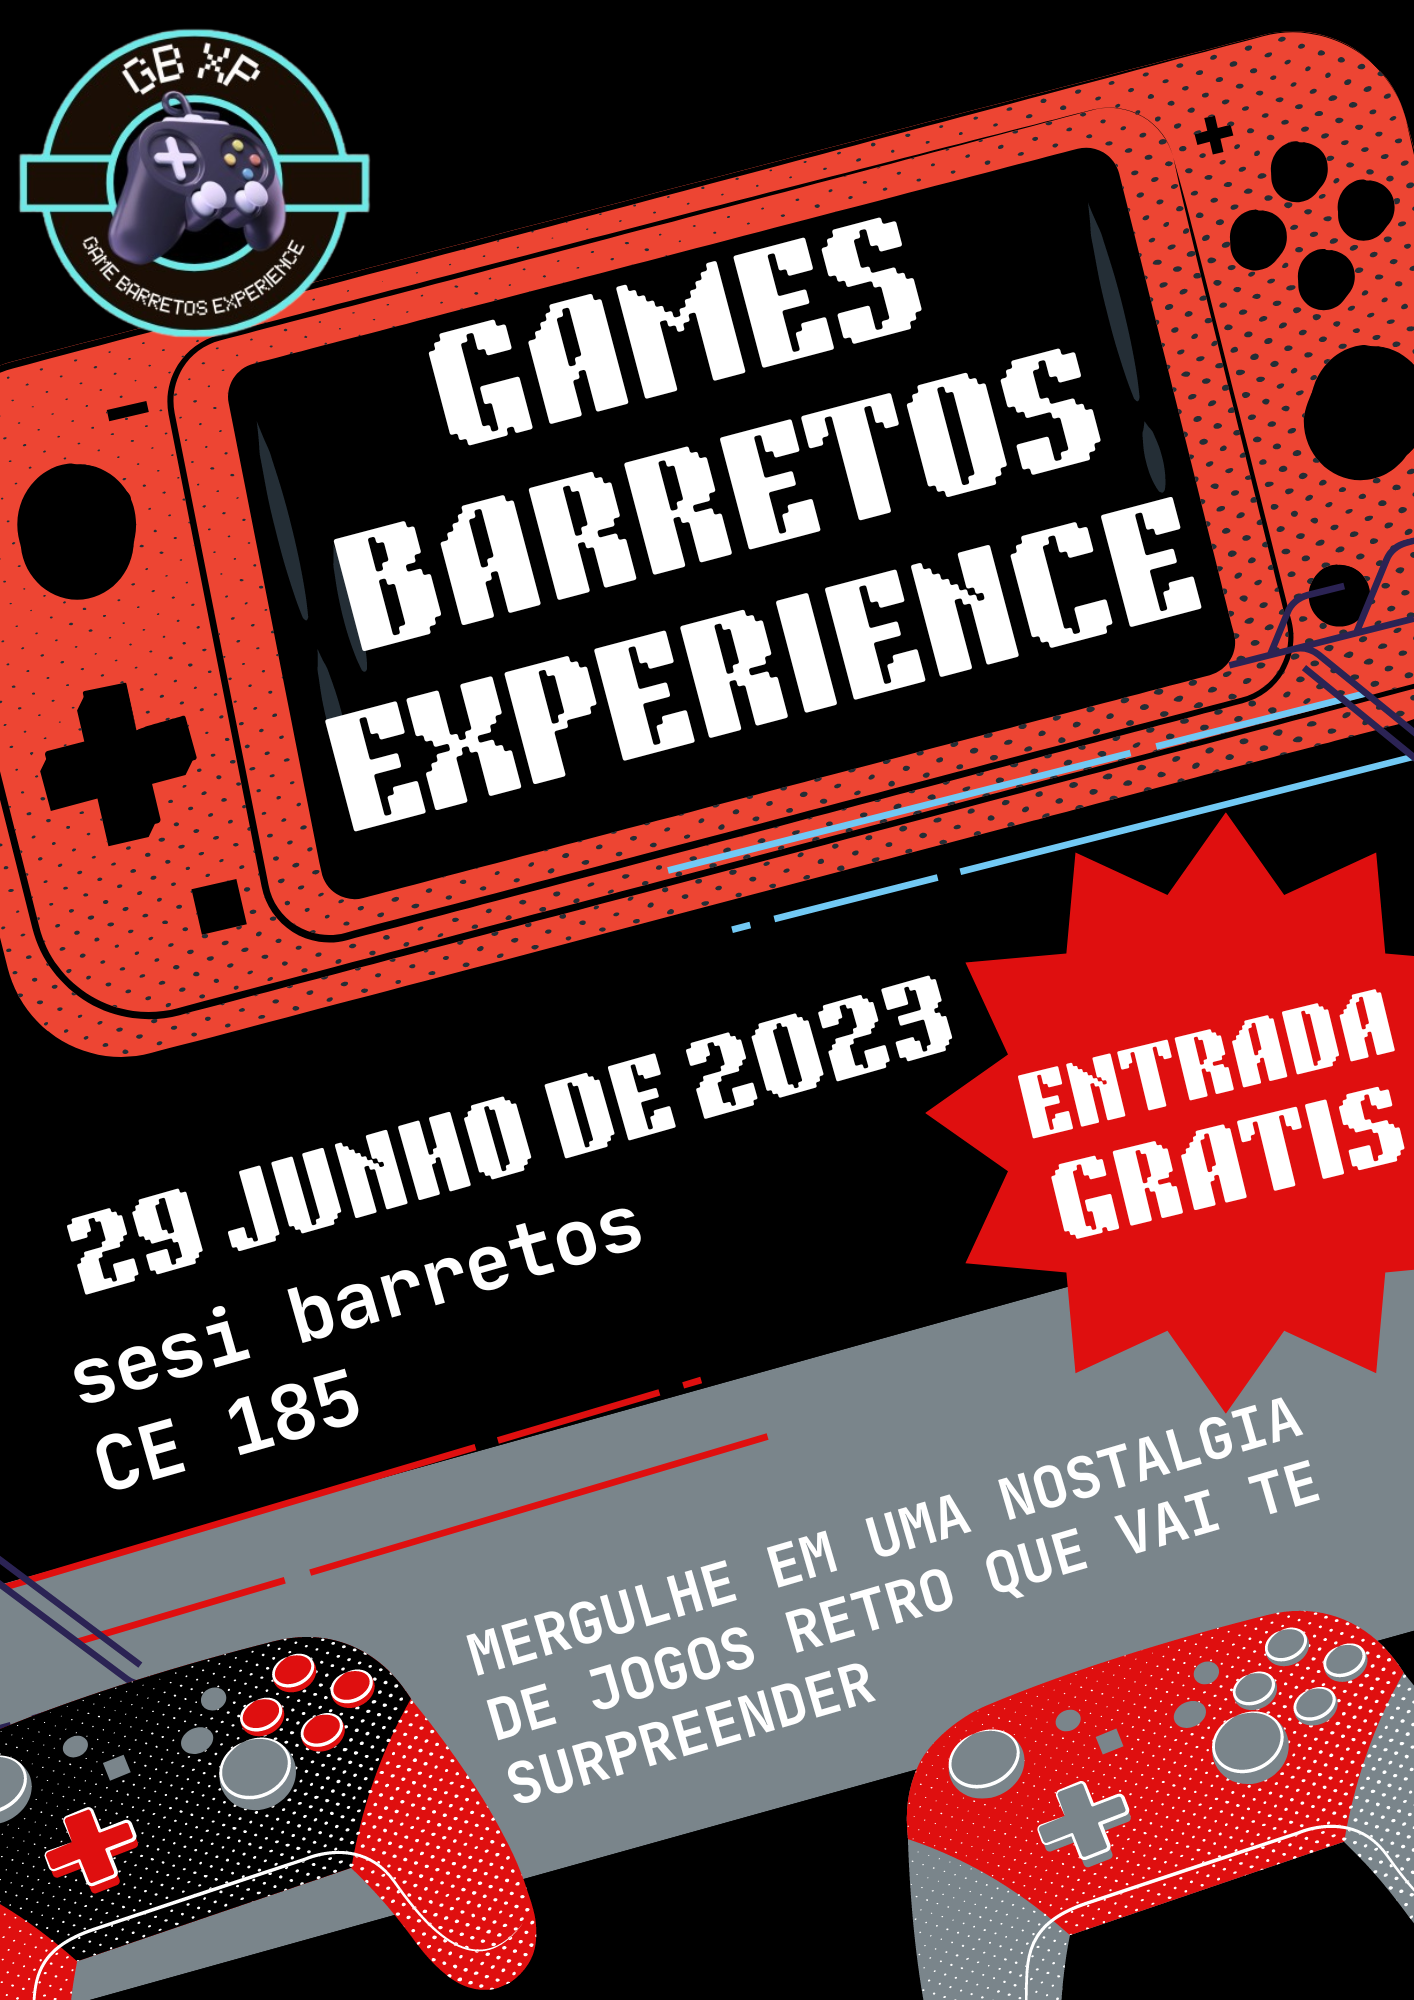 GB XP
GAME BARRETOS EXPERIENCE
GAMES
BARRETOS
EXPERIENCE
29 JUNHO DE 2023
sesi barretos
CE 185
ENTRADA
GRATIS
MERGULHE EM UMA NOSTALGIA
DE JOGOS RETRO QUE VAI TE
SURPREENDER